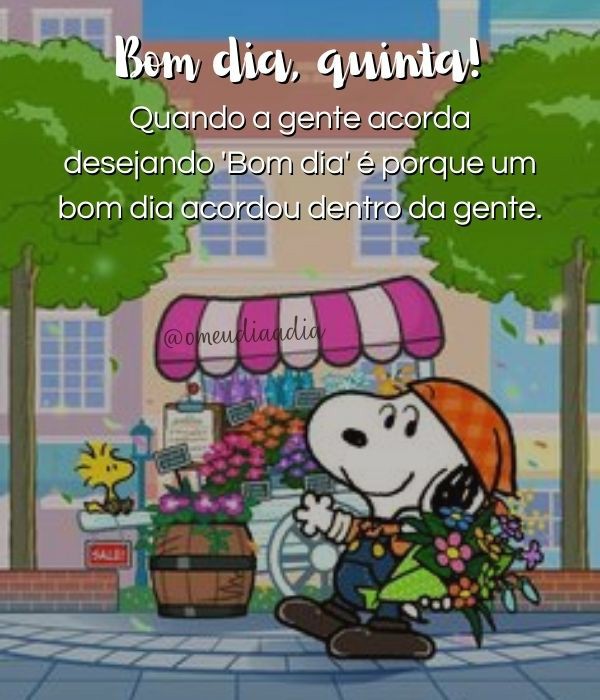 Bom dia, quinta!
Quando a gente acorda
desejando 'Bom dia' é porque um
bom dia acordou dentro da gente.
@omeudiaadia
SALE!